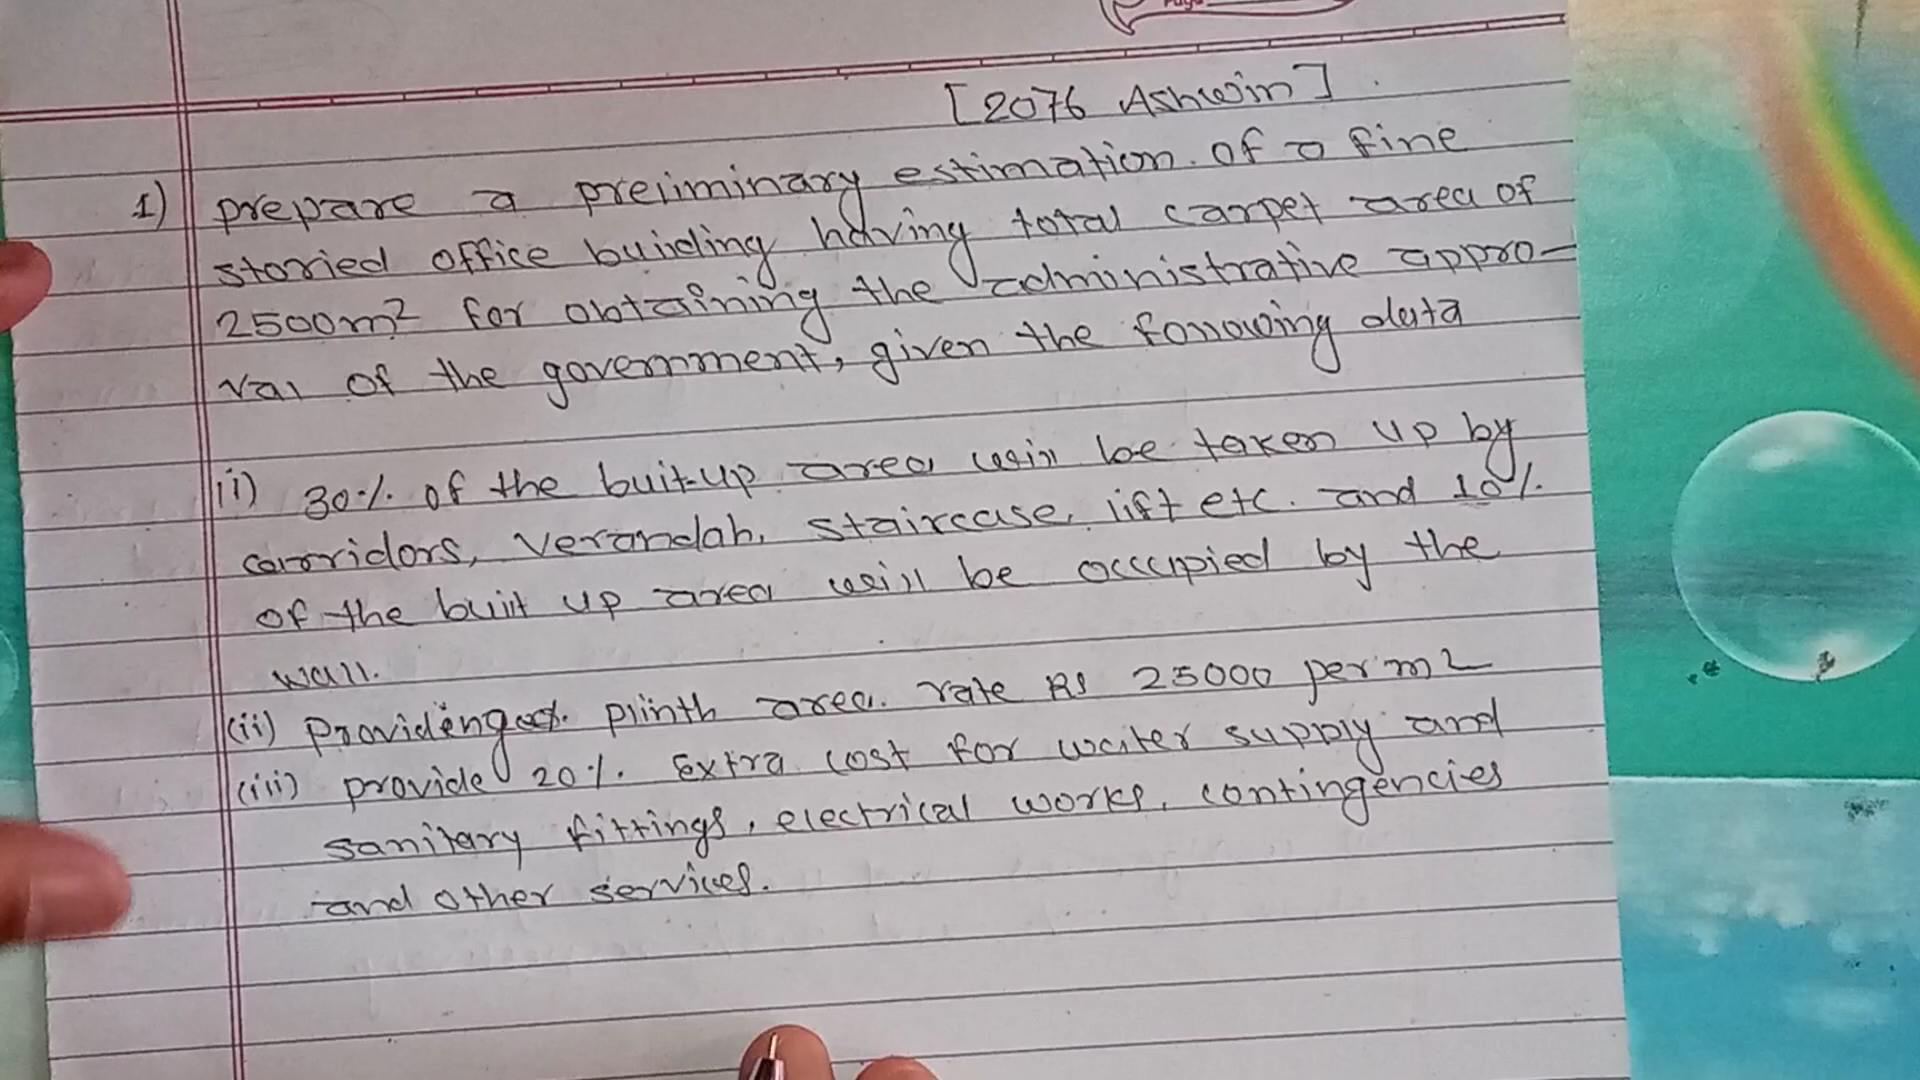 [2076 Ashwin]
1) prepare a preliminary estimation of a fine
storied office building having total carpet area of
2500m² for obtaining the administrative appro-
val of the government, given the following data
(i) 30% of the buit-up area will be taken up by
corridors, verandah, staircase, lift etc. and 10%
of the built up area will be occupied by the
wall.
(ii) Providing plinth area rate RS 25000 per m²
(iii) provide 20% Extra cost for water supply and
sanitary fittings, electrical works, contingencies
and other services.